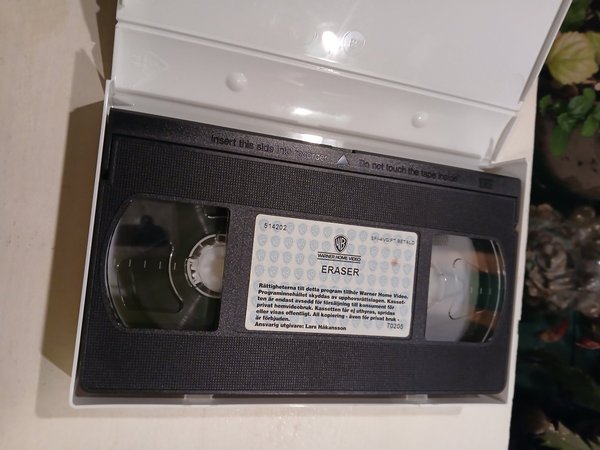 Insert this side into recorder
Do not touch the tape inside
514202
WB
WARNER HOME VIDEO
ERASER
Rättigheterna till detta program tillhör Warner Home Video.
Programinnehållet skyddas av upphovsrättslagen. Kasset-
ten är endast avsedd för försäljning till konsument för
privat hemvideobruk. Kassetten får ej uthyras, spridas
eller visas offentligt. All kopiering - även för privat bruk -
är förbjuden.
T0206
Ansvarig utgivare: Lars Håkansson